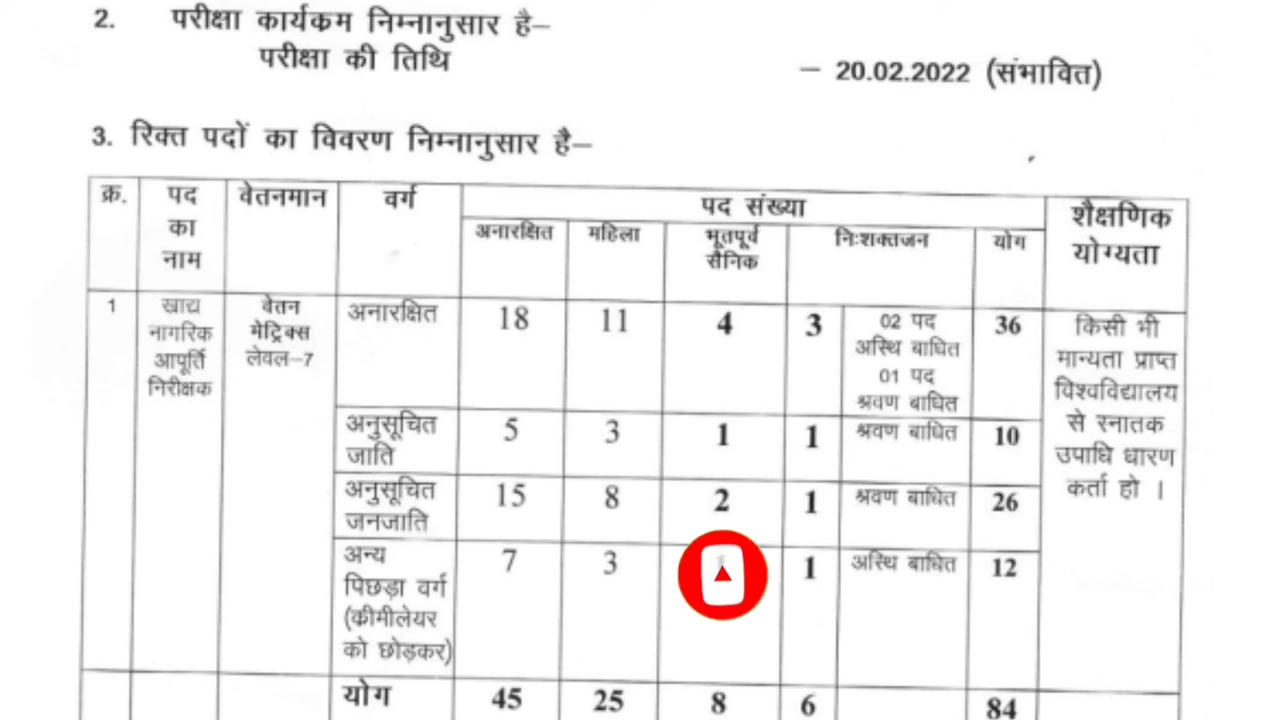 2. परीक्षा कार्यकम निम्नानुसार है–
परीक्षा की तिथि – 20.02.2022 (संभावित)
3. रिक्त पदों का विवरण निम्नानुसार है–
क्र. पद का नाम वेतनमान वर्ग पद संख्या शैक्षणिक योग्यता
अनारक्षित महिला भूतपूर्व सैनिक निःशक्तजन योग
1 खाद्य नागरिक आपूर्ति निरीक्षक वेतन मेट्रिक्स लेवल–7 अनारक्षित 18 11 4 3 02 पद अस्थि बाधित 01 पद श्रवण बाधित 36 किसी भी मान्यता प्राप्त विश्वविद्यालय से स्नातक उपाधि धारण कर्ता हो ।
अनुसूचित जाति 5 3 1 1 श्रवण बाधित 10
अनुसूचित जनजाति 15 8 2 1 श्रवण बाधित 26
अन्य पिछड़ा वर्ग (कीमीलेयर को छोड़कर) 7 3 1 अस्थि बाधित 12
योग 45 25 8 6 84